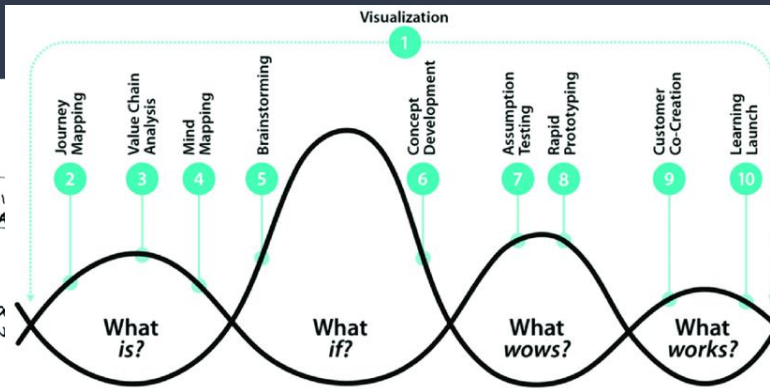 Visualization
1
Journey
Mapping
Value Chain
Analysis
Mind
Mapping
Brainstorming
Concept
Development
Assumption
Testing
Rapid
Prototyping
Customer
Co-Creation
Learning
Launch
2
3
4
5
6
7
8
9
10
What
is?
What
if?
What
wows?
What
works?